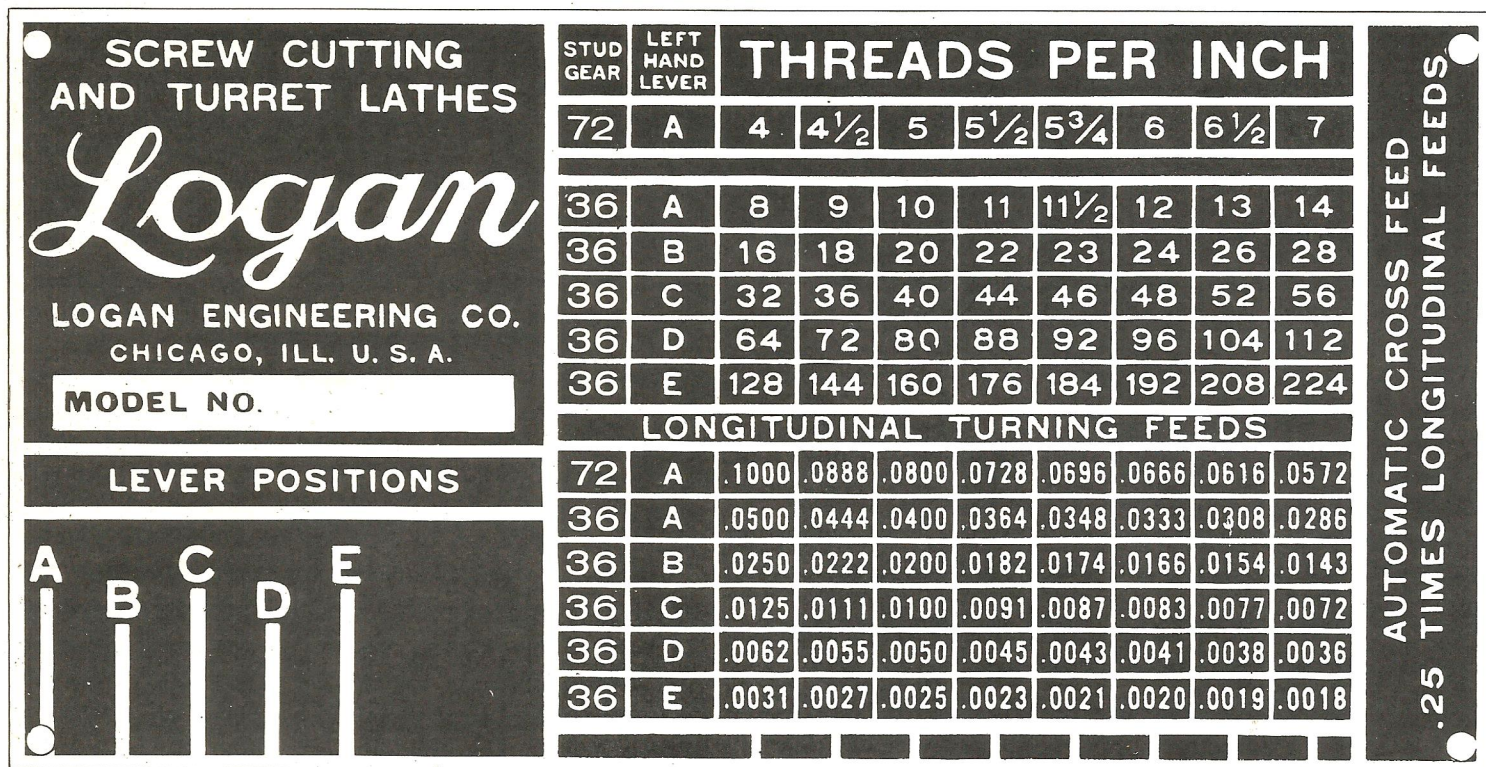 SCREW CUTTING
AND TURRET LATHES
Logan
LOGAN ENGINEERING CO.
CHICAGO, ILL. U. S. A.
MODEL NO.
LEVER POSITIONS
A B C D E
STUD GEAR LEFT HAND LEVER THREADS PER INCH
72 A 4 4½ 5 5½ 5¾ 6 6½ 7
36 A 8 9 10 11 11½ 12 13 14
36 B 16 18 20 22 23 24 26 28
36 C 32 36 40 44 46 48 52 56
36 D 64 72 80 88 92 96 104 112
36 E 128 144 160 176 184 192 208 224
LONGITUDINAL TURNING FEEDS
72 A .1000 .0888 .0800 .0728 .0696 .0666 .0616 .0572
36 A .0500 .0444 .0400 .0364 .0348 .0333 .0308 .0286
36 B .0250 .0222 .0200 .0182 .0174 .0166 .0154 .0143
36 C .0125 .0111 .0100 .0091 .0087 .0083 .0077 .0072
36 D .0062 .0055 .0050 .0045 .0043 .0041 .0038 .0036
36 E .0031 .0027 .0025 .0023 .0021 .0020 .0019 .0018
AUTOMATIC CROSS FEED
.25 TIMES LONGITUDINAL FEEDS.